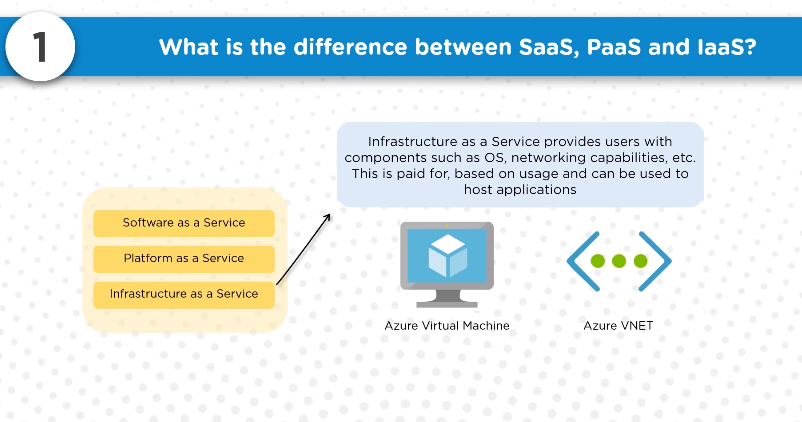 1
What is the difference between SaaS, PaaS and IaaS?
Infrastructure as a Service provides users with
components such as OS, networking capabilities, etc.
This is paid for, based on usage and can be used to
host applications
Software as a Service
Platform as a Service
Infrastructure as a Service
Azure Virtual Machine
Azure VNET